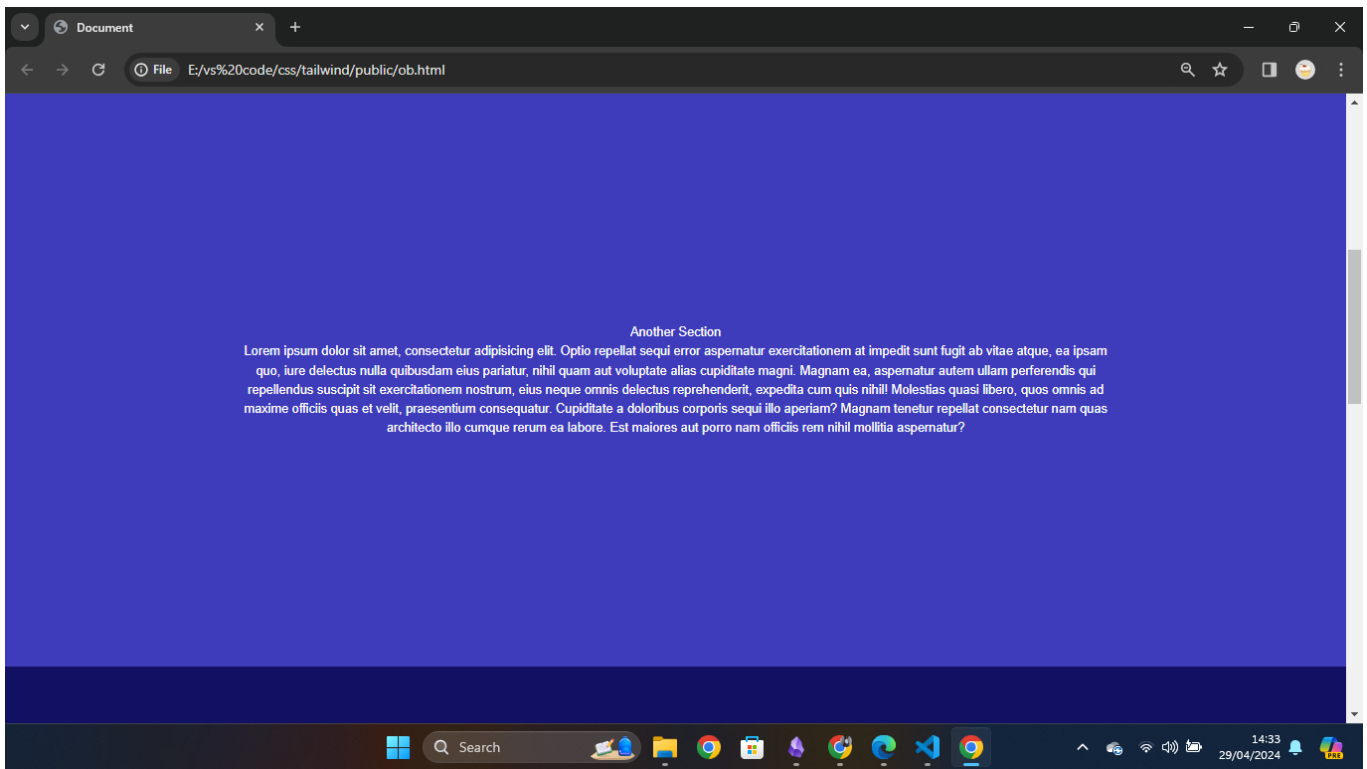 Document
File
E:/vs%20code/css/tailwind/public/ob.html
Another Section
Lorem ipsum dolor sit amet, consectetur adipisicing elit. Optio repellat sequi error aspernatur exercitationem at impedit sunt fugit ab vitae atque, ea ipsam
quo, iure delectus nulla quibusdam eius pariatur, nihil quam aut voluptate alias cupiditate magni. Magnam ea, aspernatur autem ullam perferendis qui
repellendus suscipit sit exercitationem nostrum, eius neque omnis delectus reprehenderit, expedita cum quis nihil! Molestias quasi libero, quos omnis ad
maxime officiis quas et velit, praesentium consequatur. Cupiditate a doloribus corporis sequi illo aperiam? Magnam tenetur repellat consectetur nam quas
architecto illo cumque rerum ea labore. Est maiores aut porro nam officiis rem nihil mollitia aspernatur?
Search
14:33
29/04/2024
PRE